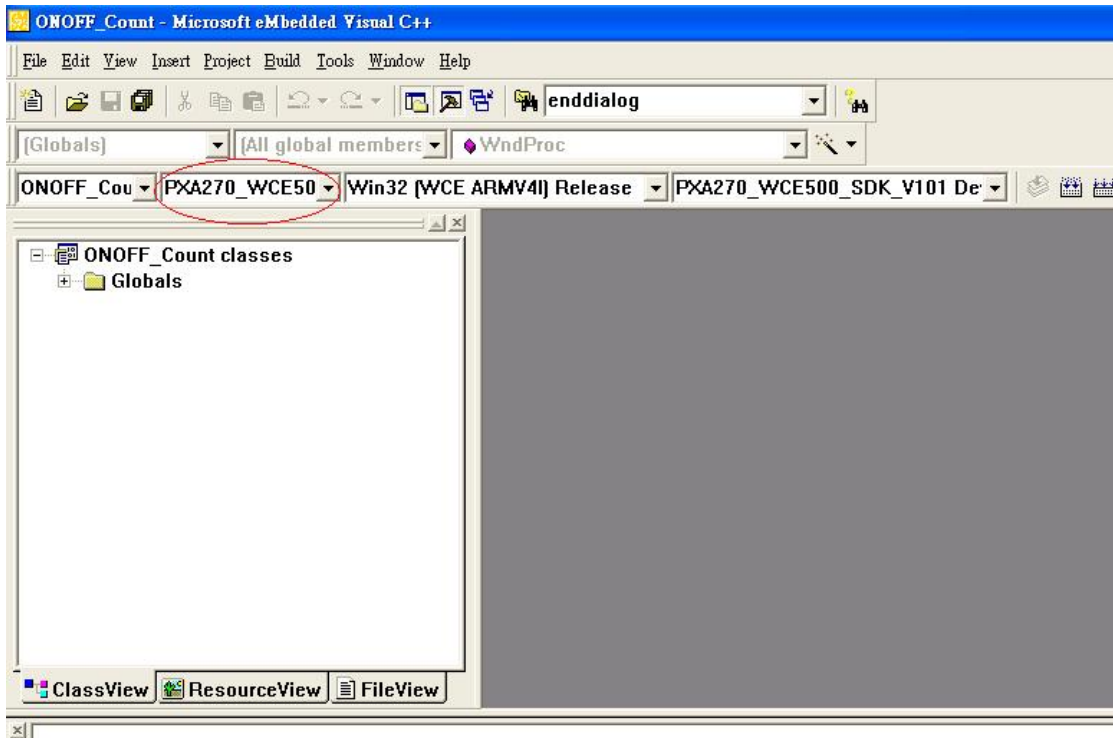 ONOFF_Count - Microsoft eMbedded Visual C++
File Edit View Insert Project Build Tools Window Help
enddialog
(Globals) (All global members WndProc
ONOFF_Cou PXA270_WCE50 Win32 (WCE ARMV4I) Release PXA270_WCE500_SDK_V101 De
ONOFF_Count classes
Globals
ClassView ResourceView FileView